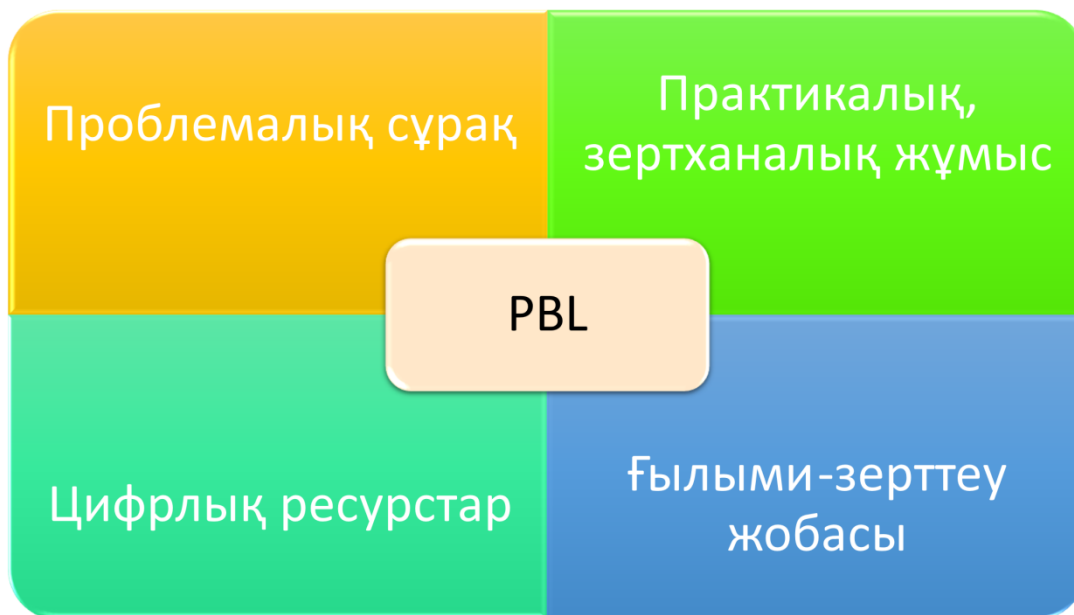 Проблемалық сұрақ
Практикалық,
зертханалық жұмыс
PBL
Цифрлық ресурстар
Ғылыми-зерттеу
жобасы